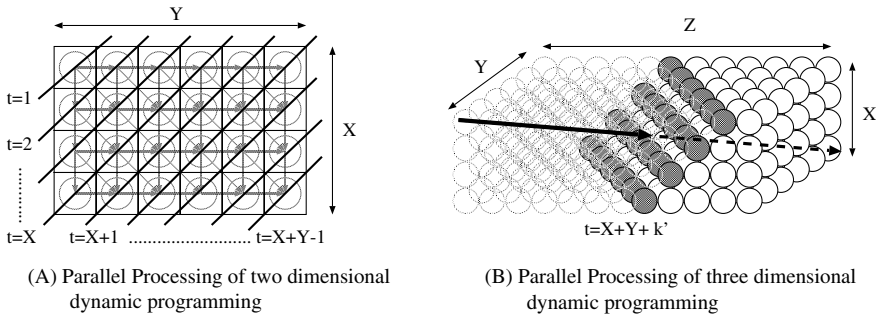 Y
t=1
t=2
t=X
X
t=X+1
t=X+Y-1
(A) Parallel Processing of two dimensional
dynamic programming
Z
Y
X
t=X+Y+ k’
(B) Parallel Processing of three dimensional
dynamic programming